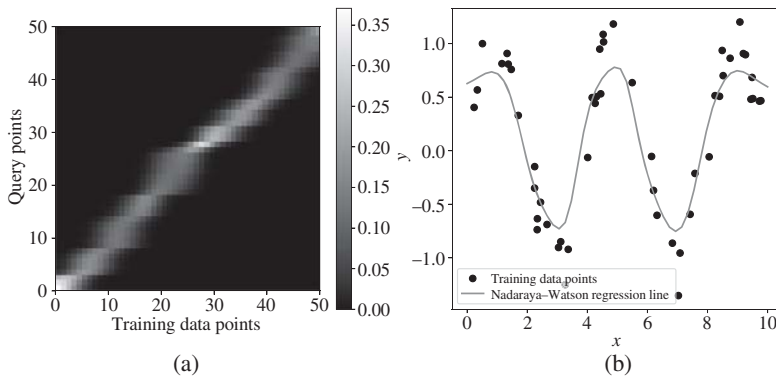 50
40
30
20
10
0
Query points
0 10 20 30 40 50
Training data points
0.35
0.30
0.25
0.20
0.15
0.10
0.05
0.00
(a)
1.0
0.5
0.0
−0.5
−1.0
y
Training data points
Nadaraya–Watson regression line
0 2 4 6 8 10
x
(b)